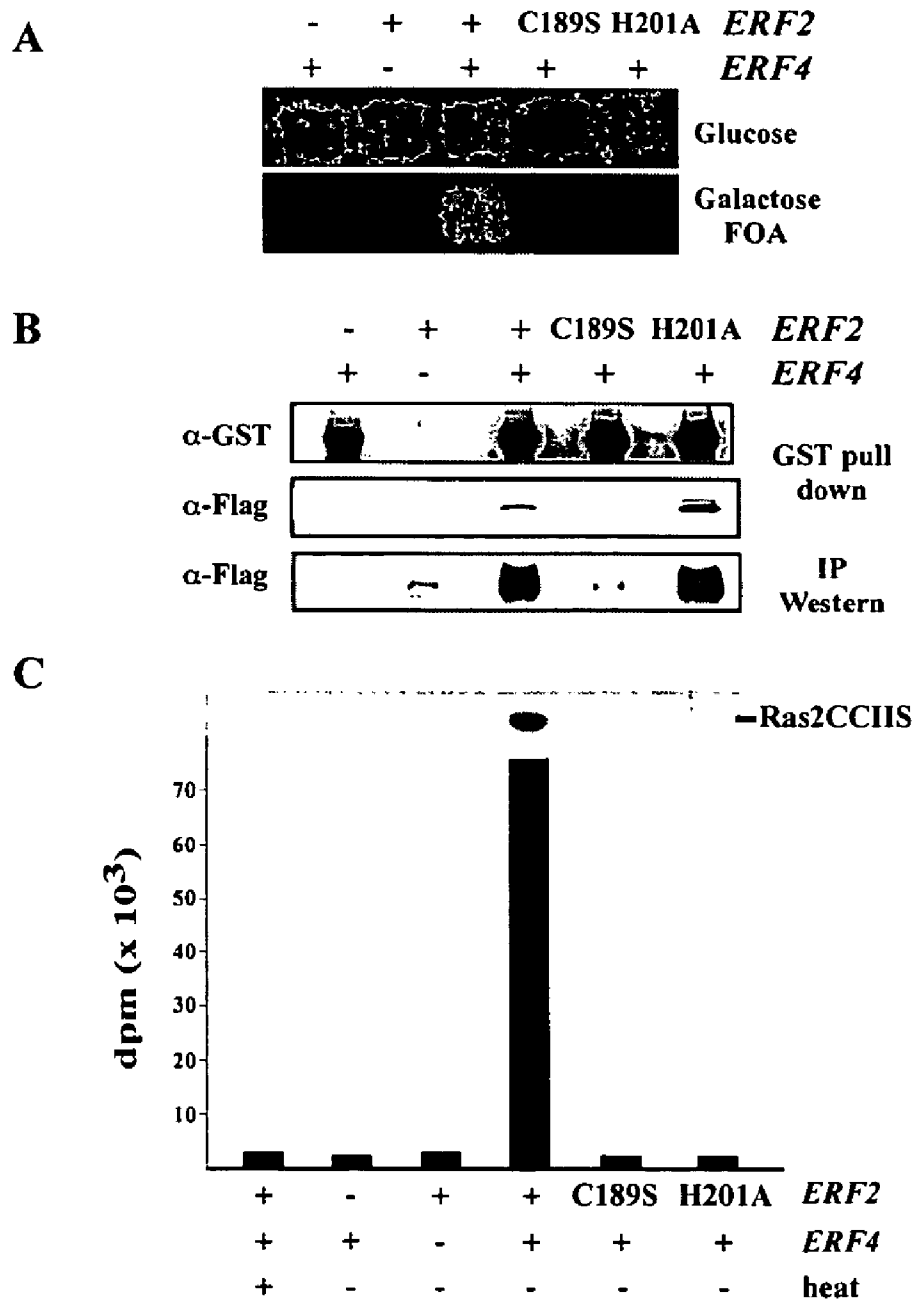 A
- + + C189S H201A ERF2
+ - + + + ERF4
Glucose
Galactose
FOA
B
- + + C189S H201A ERF2
+ - + + + ERF4
α-GST
GST pull
down
α-Flag
α-Flag
IP
Western
C
Ras2CCIIS
dpm (x 10³)
70
60
50
40
30
20
10
+ - + + C189S H201A ERF2
+ + - + + + ERF4
+ - - - - - heat